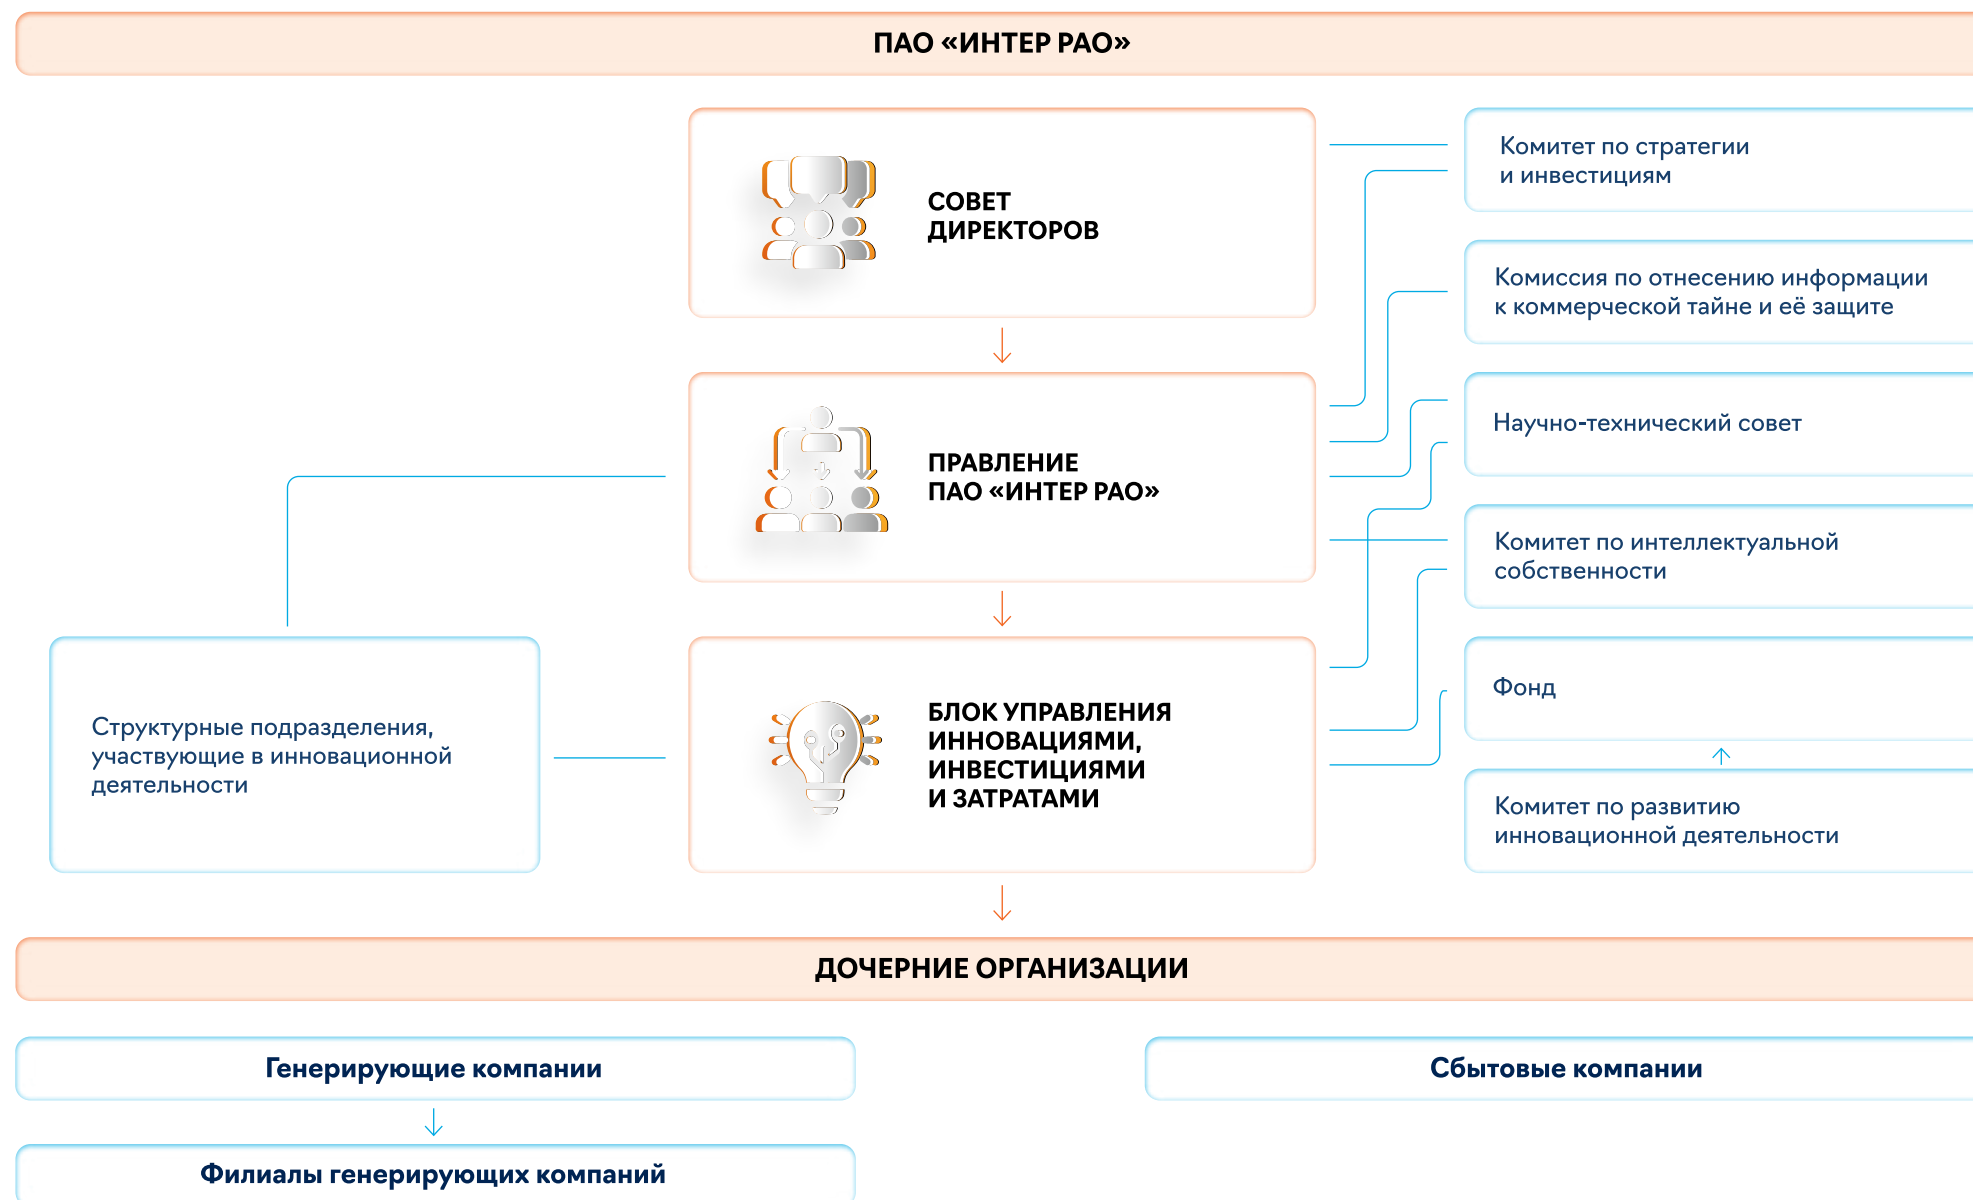 ПАО «ИНТЕР РАО»
СОВЕТ
ДИРЕКТОРОВ
Комитет по стратегии
и инвестициям
Комиссия по отнесению информации
к коммерческой тайне и её защите
ПРАВЛЕНИЕ
ПАО «ИНТЕР РАО»
Научно-технический совет
Комитет по интеллектуальной
собственности
Структурные подразделения,
участвующие в инновационной
деятельности
БЛОК УПРАВЛЕНИЯ
ИННОВАЦИЯМИ,
ИНВЕСТИЦИЯМИ
И ЗАТРАТАМИ
Фонд
Комитет по развитию
инновационной деятельности
ДОЧЕРНИЕ ОРГАНИЗАЦИИ
Генерирующие компании
Сбытовые компании
Филиалы генерирующих компаний